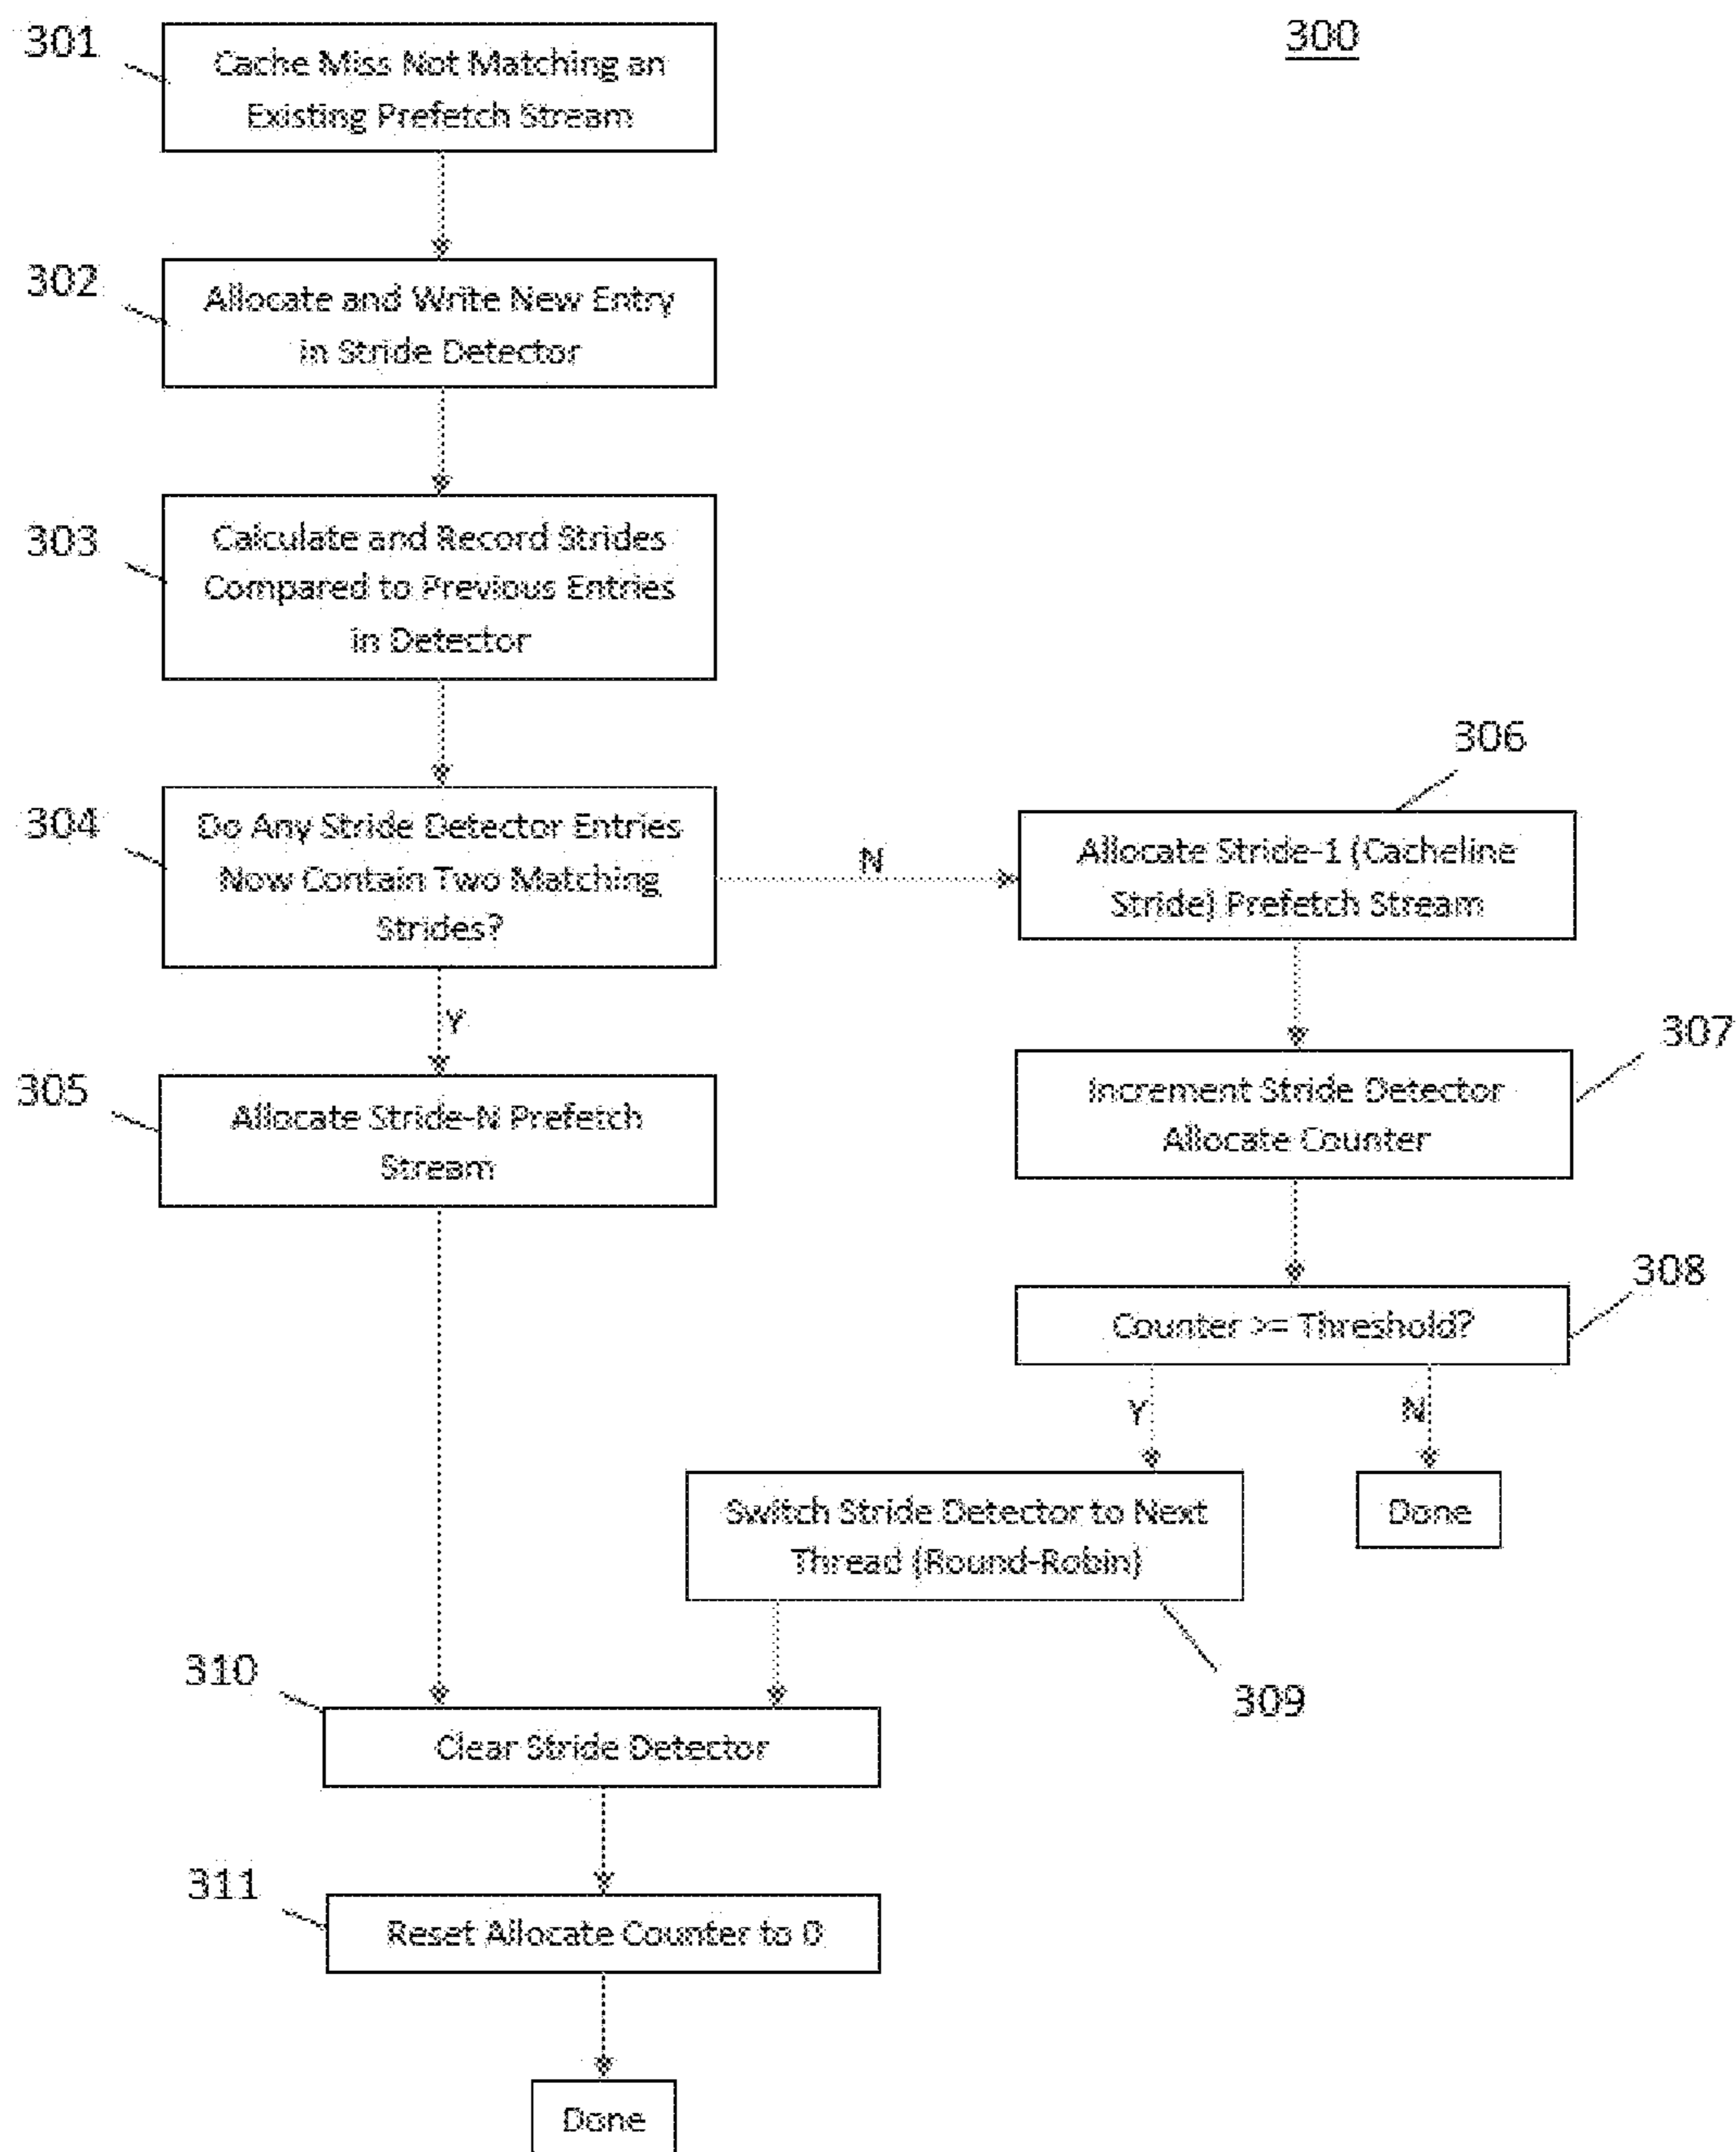 300
301
Cache Miss Not Matching an
Existing Prefetch Stream
302
Allocate and Write New Entry
in Stride Detector
303
Calculate and Record Strides
Compared to Previous Entries
in Detector
304
Do Any Stride Detector Entries
Now Contain Two Matching
Strides?
N
306
Allocate Stride-1 (Cacheline
Stride) Prefetch Stream
Y
305
Allocate Stride-N Prefetch
Stream
307
Increment Stride Detector
Allocate Counter
308
Counter >= Threshold?
Y
N
Switch Stride Detector to Next
Thread (Round-Robin)
Done
309
310
Clear Stride Detector
311
Reset Allocate Counter to 0
Done